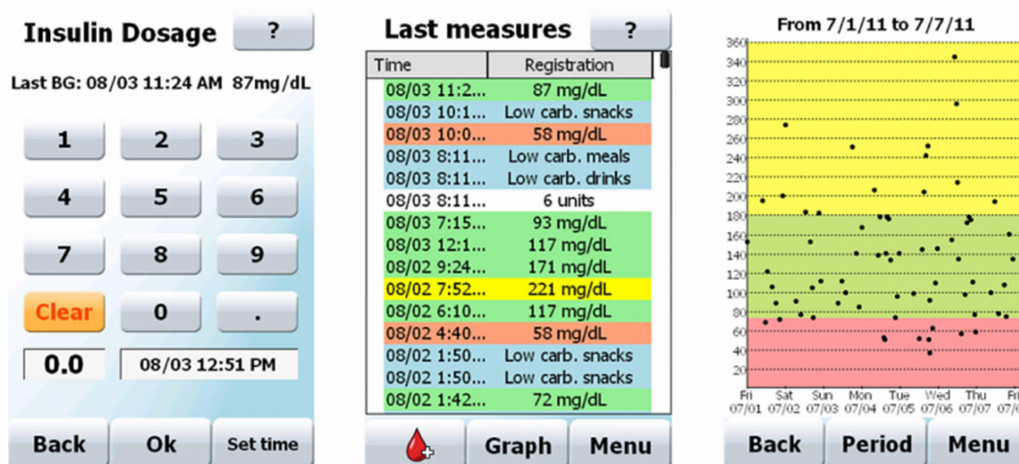 Insulin Dosage ?
Last BG: 08/03 11:24 AM 87mg/dL
1 2 3
4 5 6
7 8 9
Clear 0 .
0.0 08/03 12:51 PM
Back Ok Set time
Last measures ?
Time Registration
08/03 11:2... 87 mg/dL
08/03 10:1... Low carb. snacks
08/03 10:0... 58 mg/dL
08/03 8:11... Low carb. meals
08/03 8:11... Low carb. drinks
08/03 8:11... 6 units
08/03 7:15... 93 mg/dL
08/03 12:1... 117 mg/dL
08/02 9:24... 171 mg/dL
08/02 7:52... 221 mg/dL
08/02 6:10... 117 mg/dL
08/02 4:40... 58 mg/dL
08/02 1:50... Low carb. snacks
08/02 1:50... Low carb. snacks
08/02 1:42... 72 mg/dL
Graph Menu
From 7/1/11 to 7/7/11
360
340
320
300
280
260
240
220
200
180
160
140
120
100
80
60
40
20
Fri Sat Sun Mon Tue Wed Thu Fri
07/01 07/02 07/03 07/04 07/05 07/06 07/07
Back Period Menu